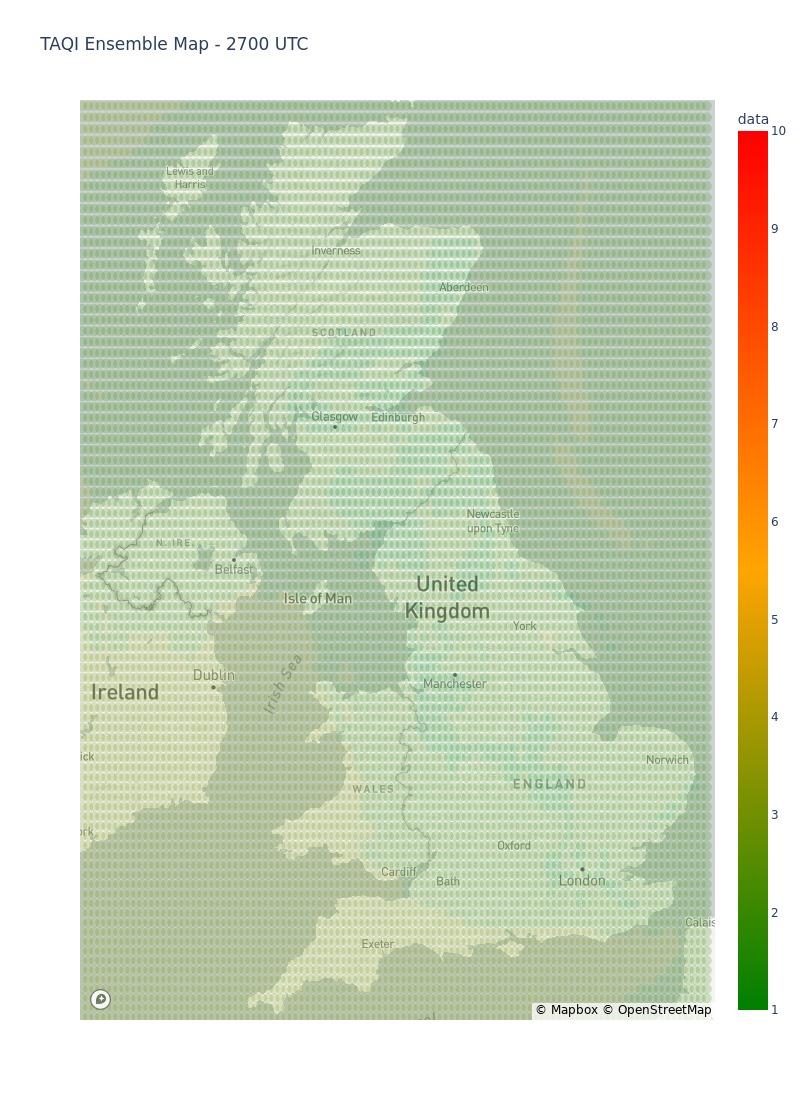 TAQI Ensemble Map - 2700 UTC
data
10
9
8
7
6
5
4
3
2
1
Lewis and
Harris
Inverness
Aberdeen
SCOTLAND
Glasgow
Edinburgh
Newcastle
upon Tyne
N. IRE.
Belfast
Isle of Man
United
Kingdom
York
Dublin
Manchester
Ireland
Irish Sea
ick
Norwich
WALES
ENGLAND
ork
Oxford
Cardiff
Bath
London
Calais
Exeter
© Mapbox © OpenStreetMap